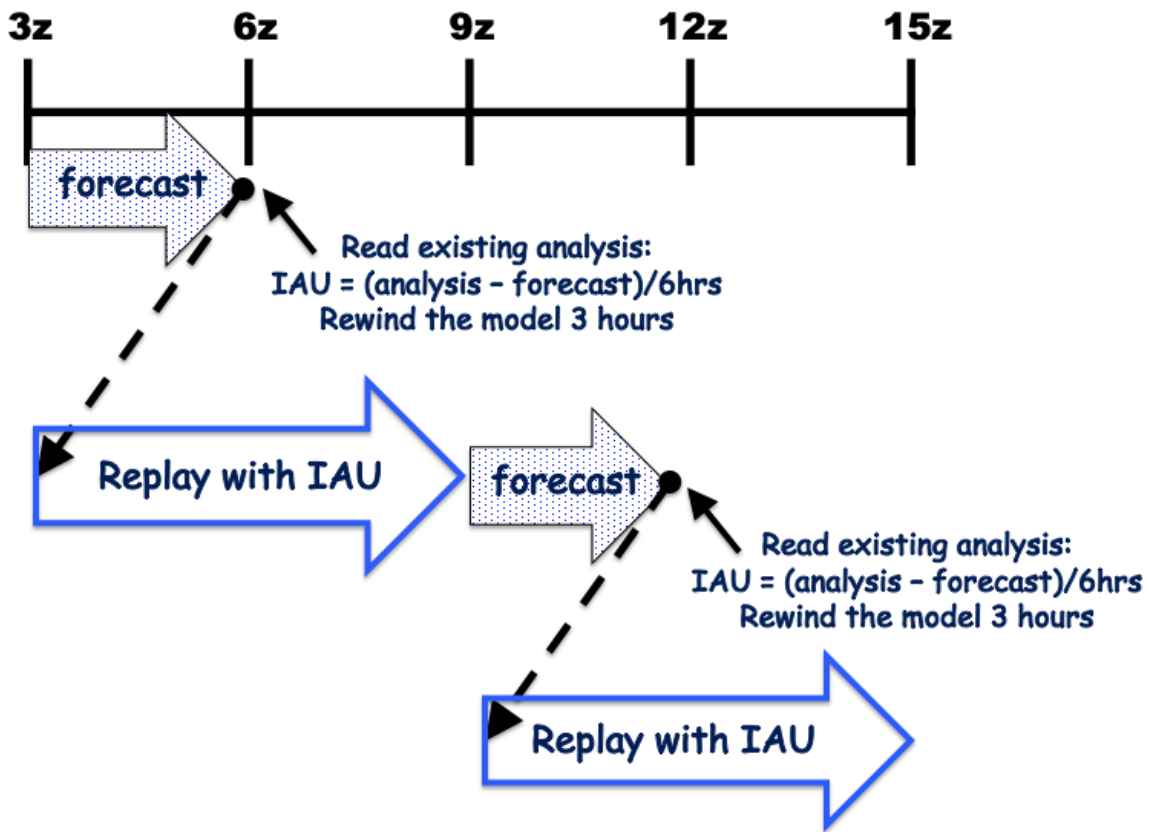 3z 6z 9z 12z 15z
forecast
Read existing analysis:
IAU = (analysis – forecast)/6hrs
Rewind the model 3 hours
Replay with IAU
forecast
Read existing analysis:
IAU = (analysis – forecast)/6hrs
Rewind the model 3 hours
Replay with IAU